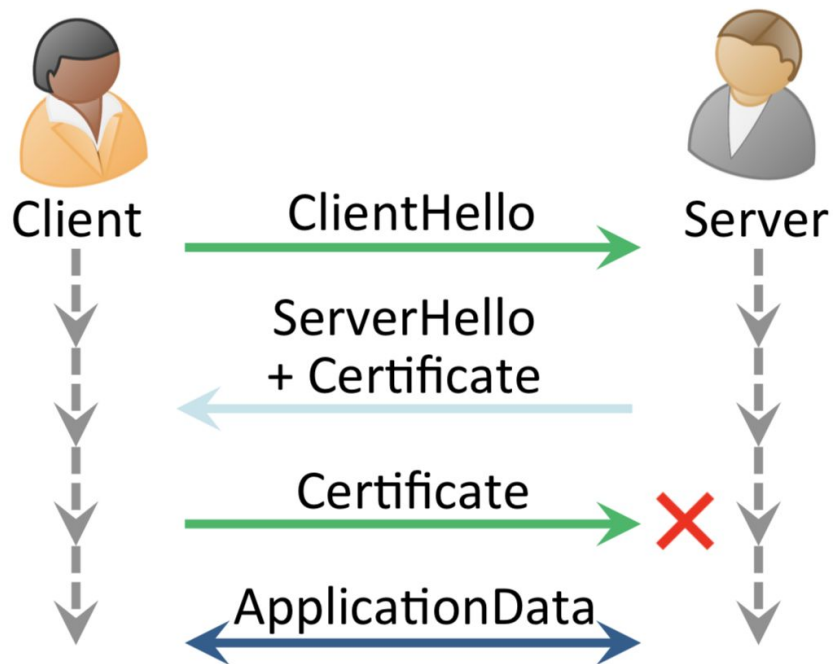 Client
ClientHello
Server
ServerHello
+ Certificate
Certificate
ApplicationData